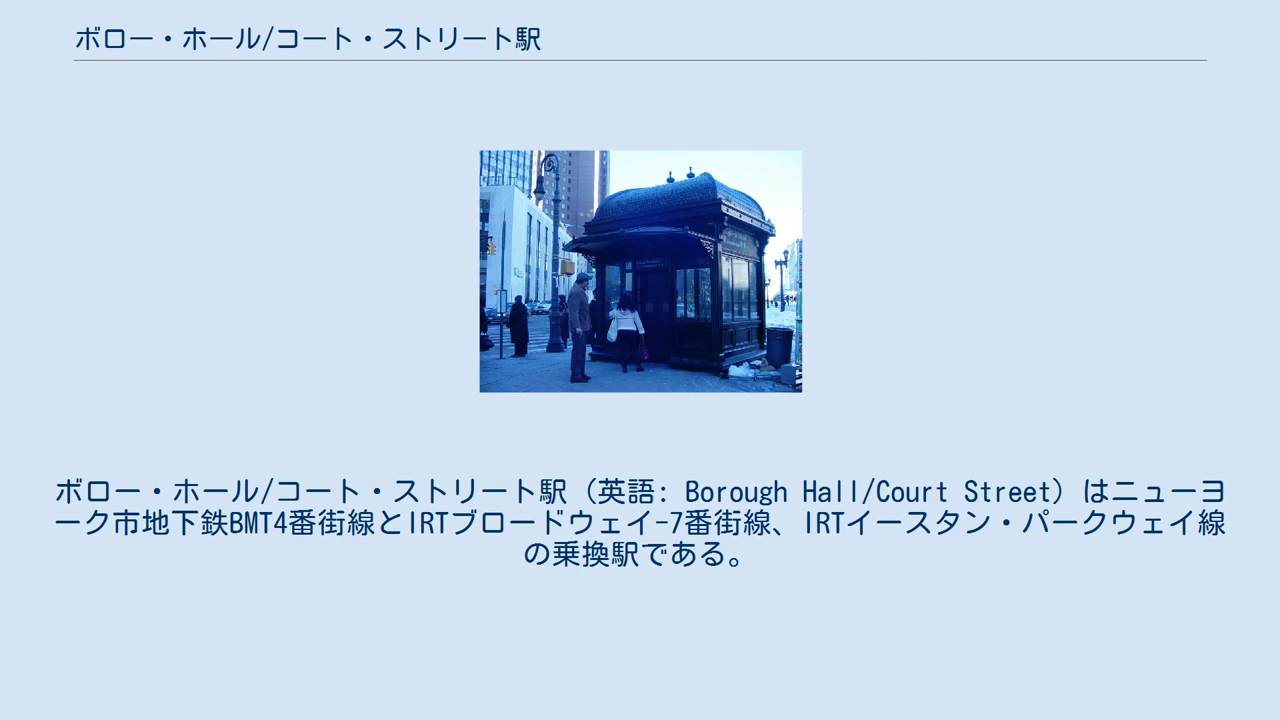 ボロー・ホール/コート・ストリート駅
ボロー・ホール/コート・ストリート駅（英語: Borough Hall/Court Street）はニューヨ
ーク市地下鉄BMT4番街線とIRTブロードウェイ-7番街線、IRTイースタン・パークウェイ線
の乗換駅である。